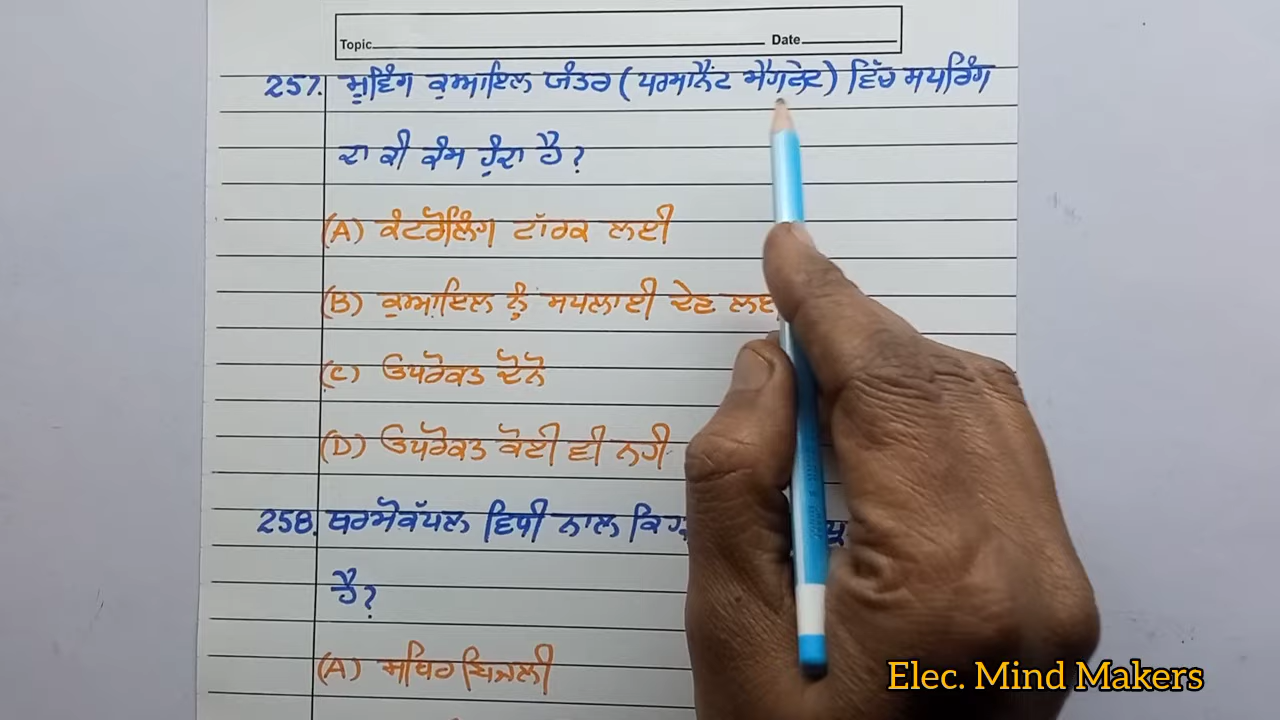 Topic Date
257. ਮੂਵਿੰਗ ਕੁਆਇਲ ਯੰਤਰ (ਪਰਮਾਨੈਂਟ ਮੈਗਨੇਟ) ਵਿੱਚ ਸਪਰਿੰਗ
ਦਾ ਕੀ ਕੰਮ ਹੁੰਦਾ ਹੈ?
(A) ਕੰਟਰੋਲਿੰਗ ਟਾੱਰਕ ਲਈ
(B) ਕੁਆਇਲ ਨੂੰ ਸਪਲਾਈ ਦੇਣ ਲਈ
(C) ਉਪਰੋਕਤ ਦੋਨੋ
(D) ਉਪਰੋਕਤ ਕੋਈ ਵੀ ਨਹੀ
258. ਥਰਮੋਕੱਪਲ ਵਿਧੀ ਨਾਲ
ਹੈ?
(A) ਸਥਿਰ ਬਿਜਲੀ
Elec. Mind Makers